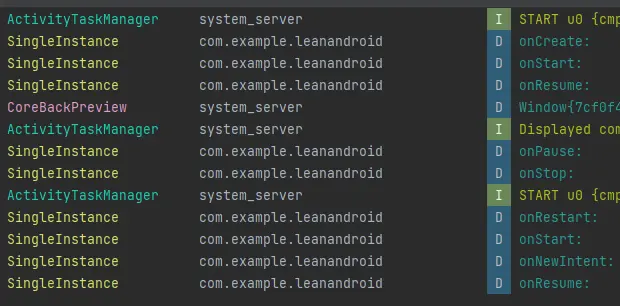 ActivityTaskManager system_server I START u0 {cmp
SingleInstance com.example.leanandroid D onCreate:
SingleInstance com.example.leanandroid D onStart:
SingleInstance com.example.leanandroid D onResume:
CoreBackPreview system_server D Window{7cf0f4
ActivityTaskManager system_server I Displayed com
SingleInstance com.example.leanandroid D onPause:
SingleInstance com.example.leanandroid D onStop:
ActivityTaskManager system_server I START u0 {cmp
SingleInstance com.example.leanandroid D onRestart:
SingleInstance com.example.leanandroid D onStart:
SingleInstance com.example.leanandroid D onNewIntent:
SingleInstance com.example.leanandroid D onResume: